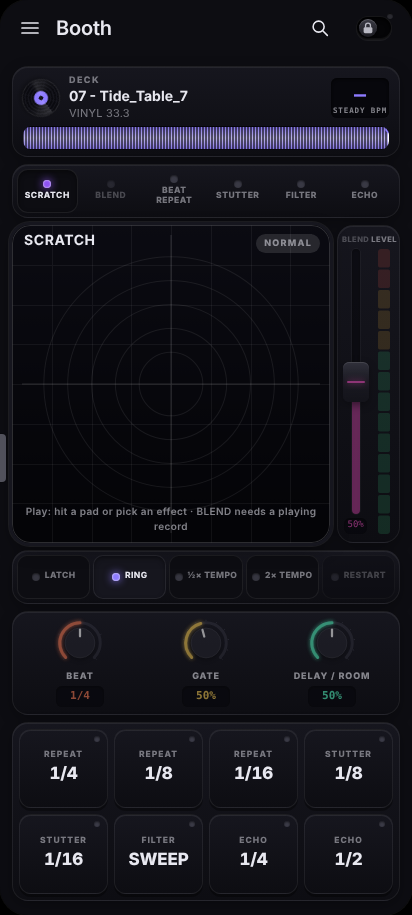 Booth
DECK
07 - Tide_Table_7
VINYL 33.3
STEADY BPM
SCRATCH
BLEND
BEAT
REPEAT
STUTTER
FILTER
ECHO
SCRATCH
NORMAL
Play: hit a pad or pick an effect · BLEND needs a playing
record
BLEND LEVEL
50%
LATCH
RING
½× TEMPO
2× TEMPO
RESTART
BEAT
1/4
GATE
50%
DELAY / ROOM
50%
REPEAT
1/4
REPEAT
1/8
REPEAT
1/16
STUTTER
1/8
STUTTER
1/16
FILTER
SWEEP
ECHO
1/4
ECHO
1/2